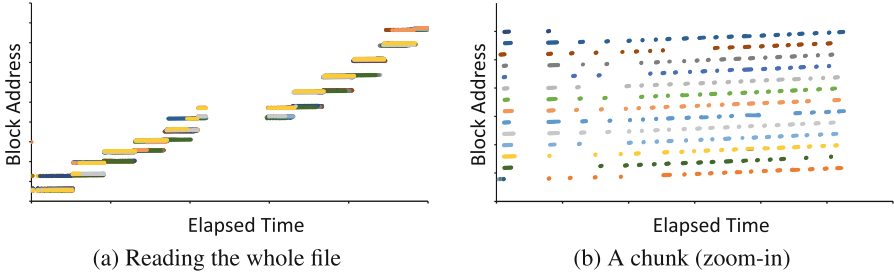 Block Address
Elapsed Time
(a) Reading the whole file
Block Address
Elapsed Time
(b) A chunk (zoom-in)